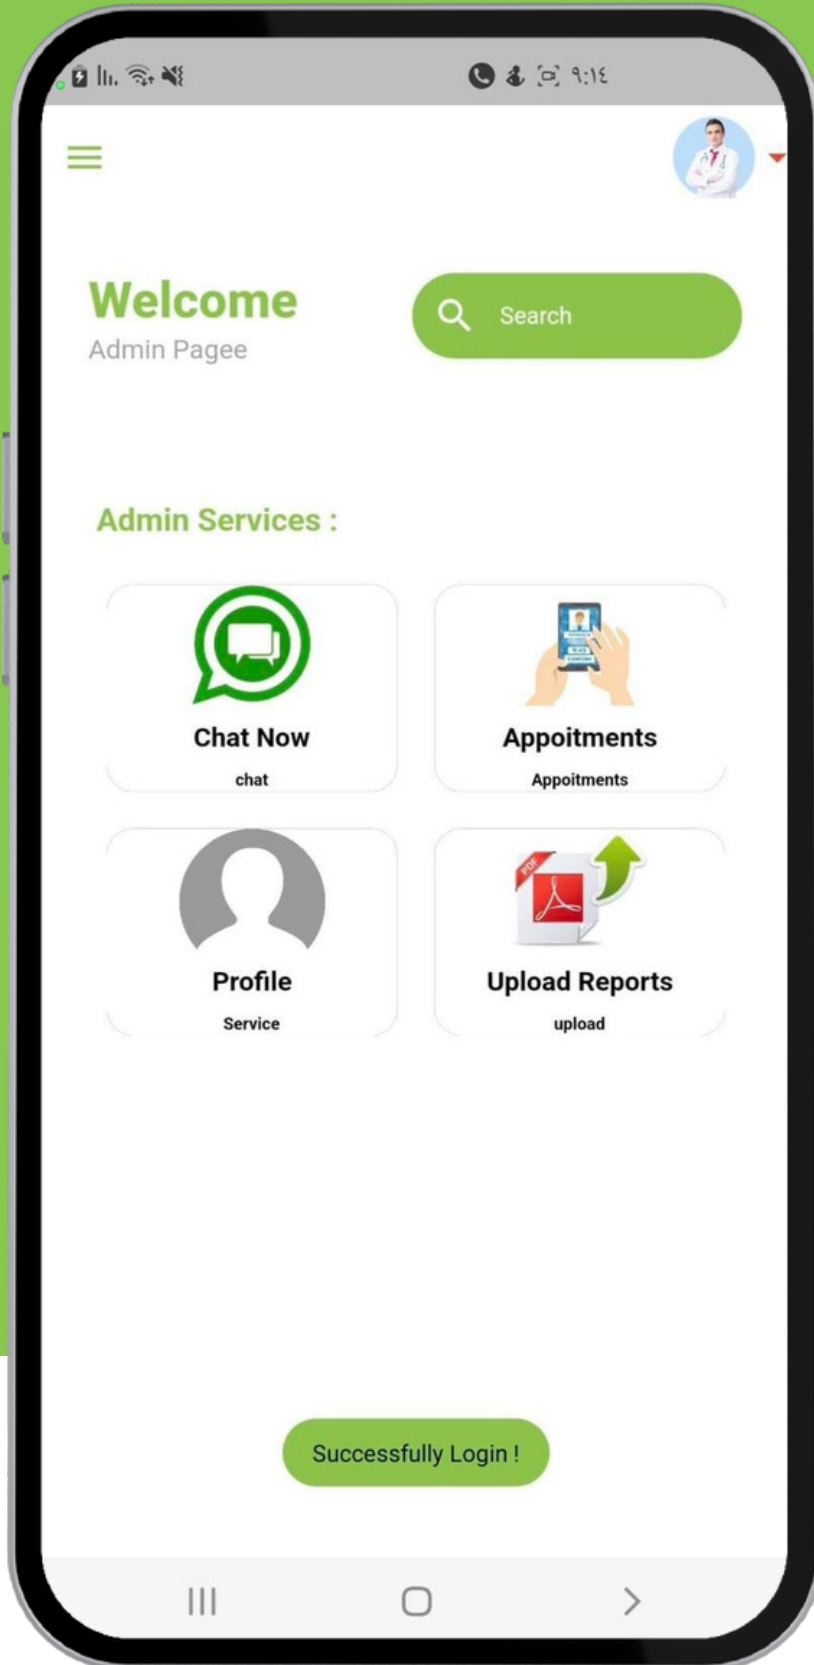 ٩:١٤
Welcome
Search
Admin Pagee
Admin Services :
Chat Now
chat
Appoitments
Appoitments
PDF
Profile
Service
Upload Reports
upload
Successfully Login !